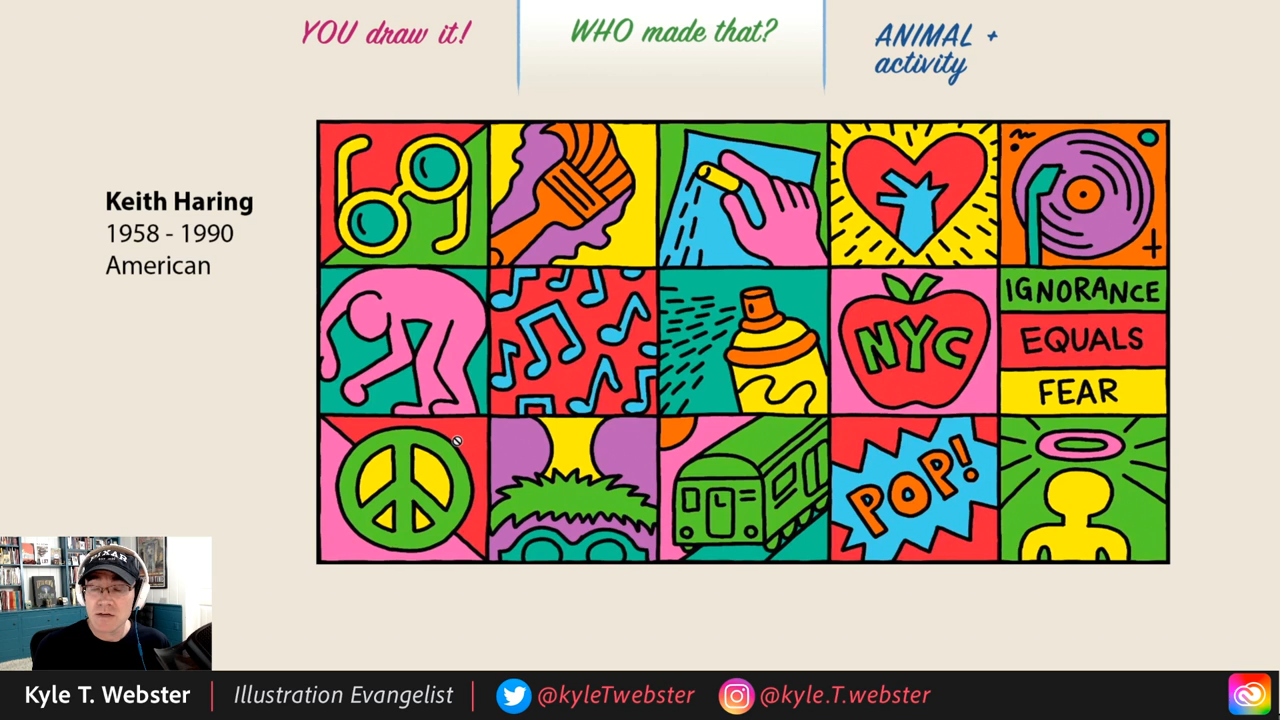 YOU draw it!
WHO made that?
ANIMAL +
activity
Keith Haring
1958 - 1990
American
IGNORANCE
EQUALS
FEAR
NYC
L
POP!
PIXAR
Kyle T. Webster | Illustration Evangelist | @kyleTwebster @kyle.T.webster